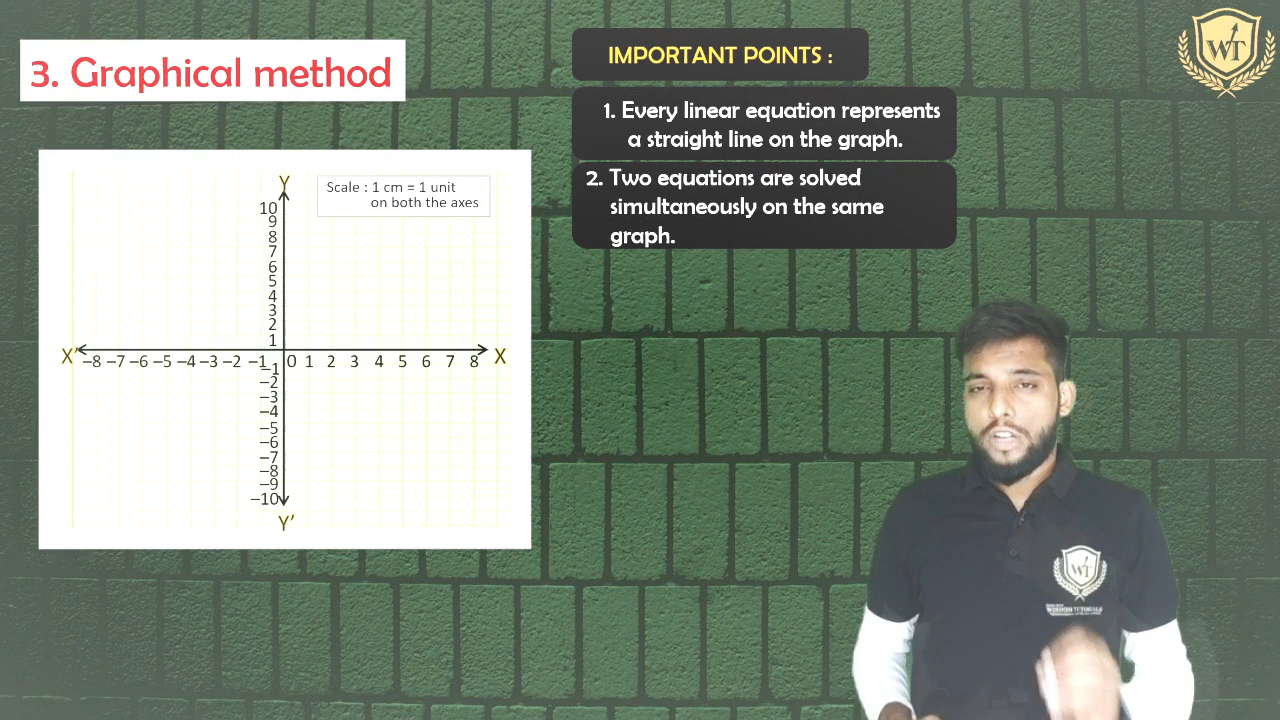 3. Graphical method
IMPORTANT POINTS :
1. Every linear equation represents
a straight line on the graph.
2. Two equations are solved
simultaneously on the same
graph.
WT
Scale : 1 cm = 1 unit
on both the axes
Y
10
9
8
7
6
5
4
3
2
1
X’ –8 –7 –6 –5 –4 –3 –2 –1 0 1 2 3 4 5 6 7 8 X
–1
–2
–3
–4
–5
–6
–7
–8
–9
–10
Y’
WT
WISDOM TUTORIALS